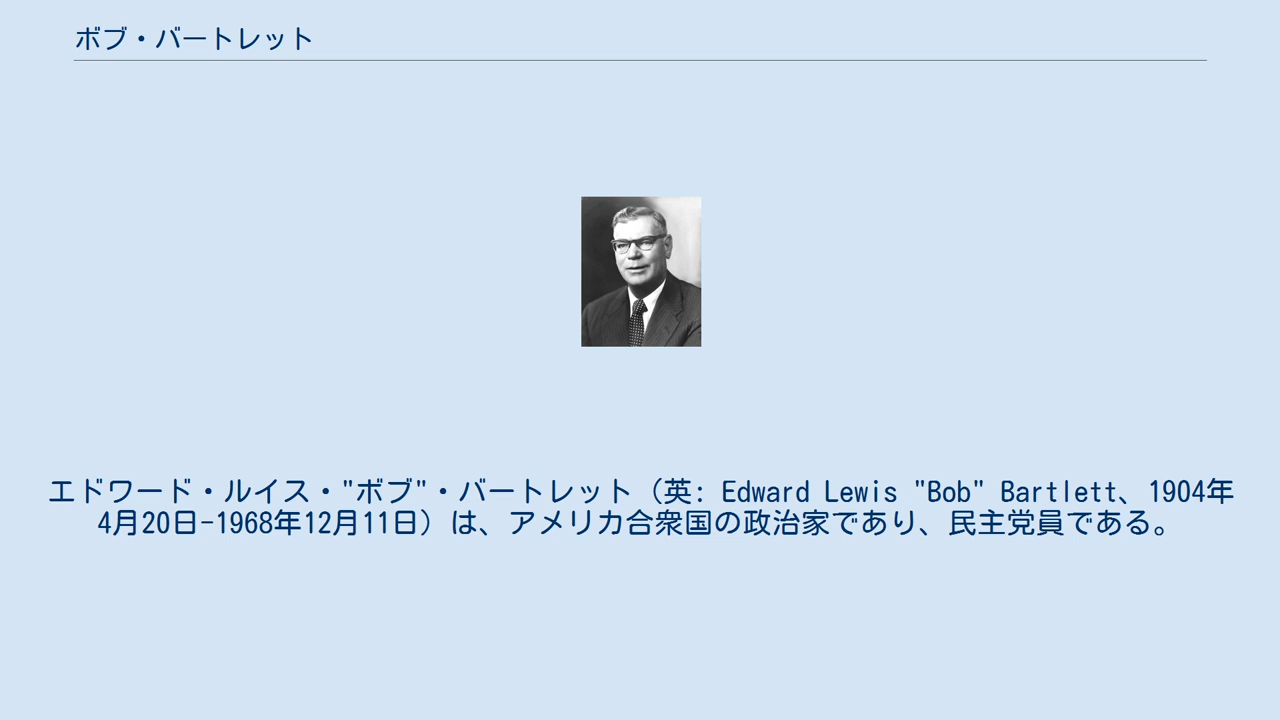 ボブ・バートレット
エドワード・ルイス・"ボブ"・バートレット（英: Edward Lewis "Bob" Bartlett、1904年
4月20日-1968年12月11日）は、アメリカ合衆国の政治家であり、民主党員である。